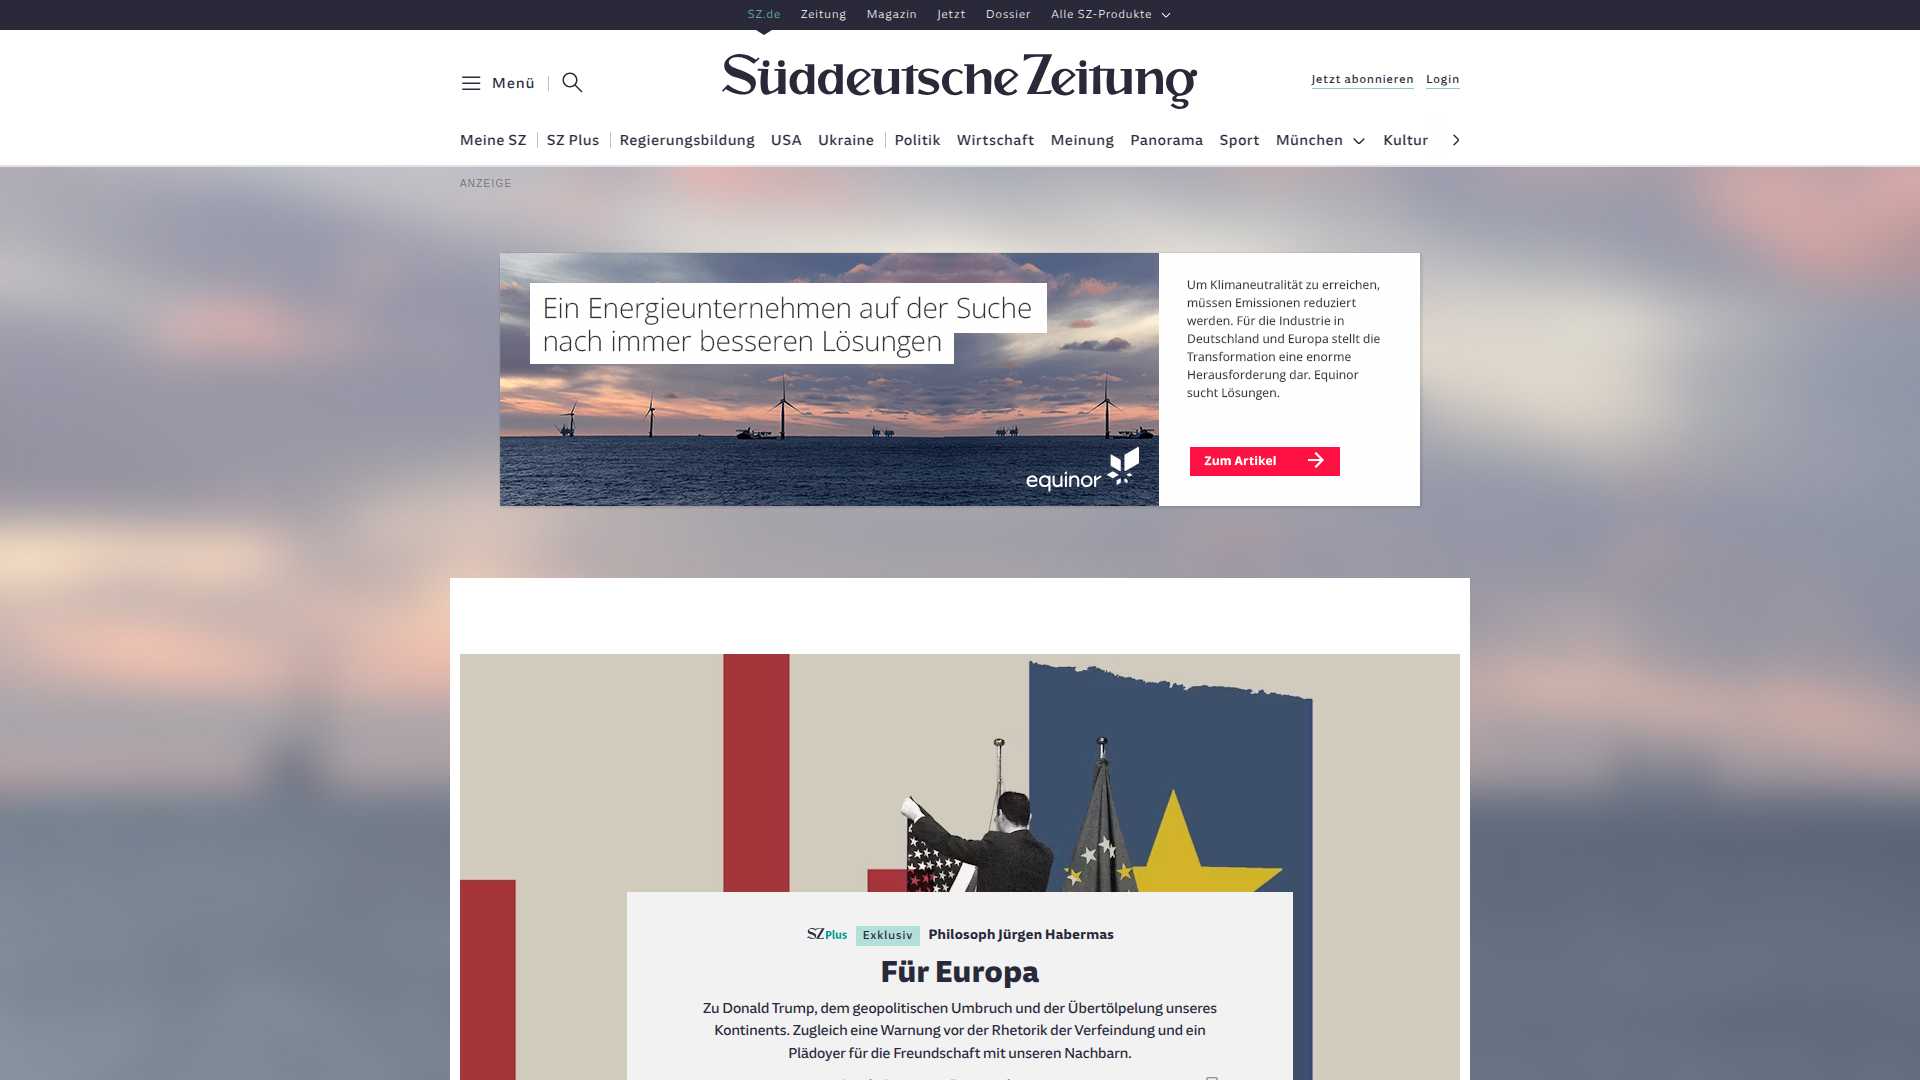 SZ.de Zeitung Magazin Jetzt Dossier Alle SZ-Produkte
Menü
Süddeutsche Zeitung
Jetzt abonnieren Login
Meine SZ SZ Plus Regierungsbildung USA Ukraine Politik Wirtschaft Meinung Panorama Sport München Kultur
ANZEIGE
Ein Energieunternehmen auf der Suche
nach immer besseren Lösungen
equinor
Um Klimaneutralität zu erreichen,
müssen Emissionen reduziert
werden. Für die Industrie in
Deutschland und Europa stellt die
Transformation eine enorme
Herausforderung dar. Equinor
sucht Lösungen.
Zum Artikel
SZ Plus Exklusiv Philosoph Jürgen Habermas
Für Europa
Zu Donald Trump, dem geopolitischen Umbruch und der Übertölpelung unseres
Kontinents. Zugleich eine Warnung vor der Rhetorik der Verfeindung und ein
Plädoyer für die Freundschaft mit unseren Nachbarn.